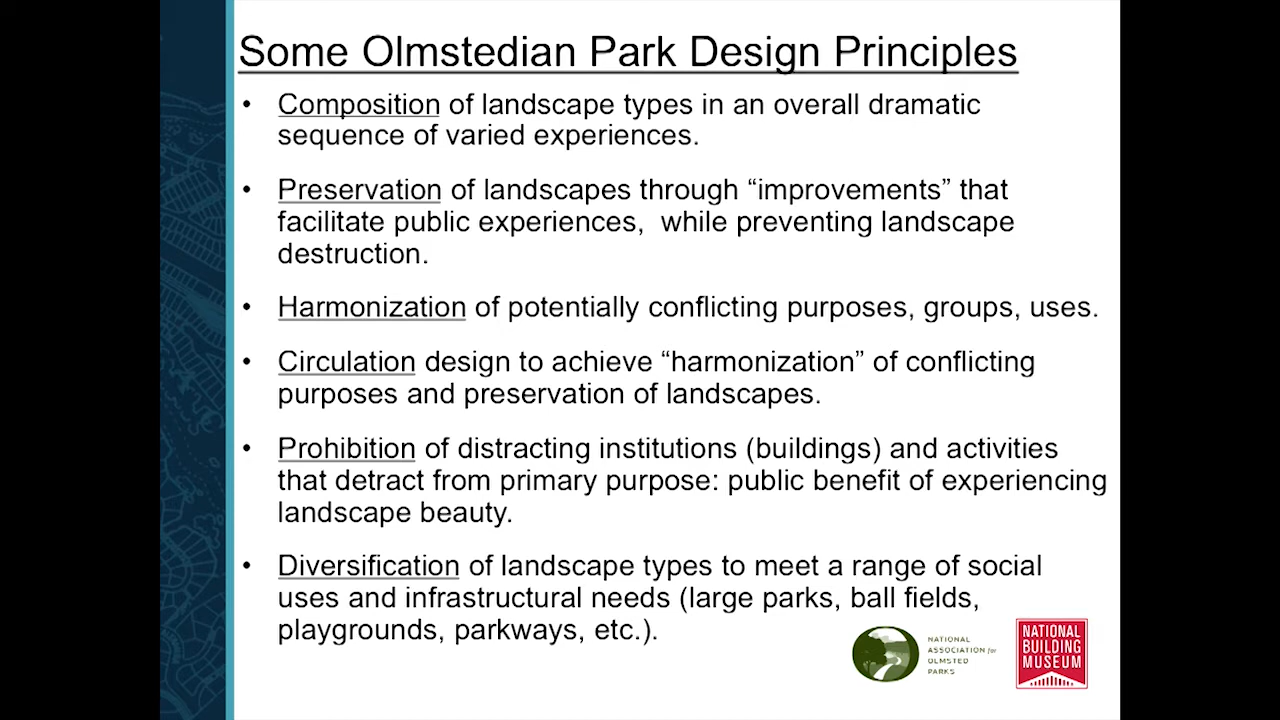 Some Olmstedian Park Design Principles
• Composition of landscape types in an overall dramatic
sequence of varied experiences.
• Preservation of landscapes through “improvements” that
facilitate public experiences,  while preventing landscape
destruction.
• Harmonization of potentially conflicting purposes, groups, uses.
• Circulation design to achieve “harmonization” of conflicting
purposes and preservation of landscapes.
• Prohibition of distracting institutions (buildings) and activities
that detract from primary purpose: public benefit of experiencing
landscape beauty.
• Diversification of landscape types to meet a range of social
uses and infrastructural needs (large parks, ball fields,
playgrounds, parkways, etc.).
NATIONAL
ASSOCIATION for
OLMSTED
PARKS
NATIONAL
BUILDING
MUSEUM